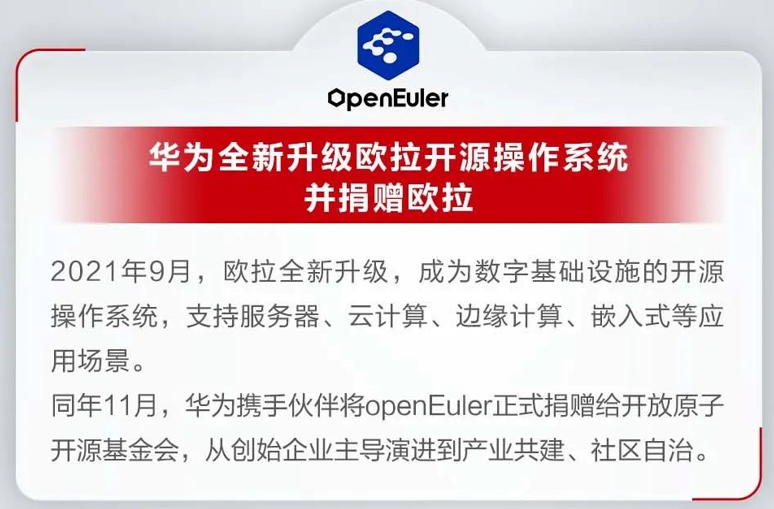 OpenEuler
华为全新升级欧拉开源操作系统
并捐赠欧拉
2021年9月，欧拉全新升级，成为数字基础设施的开源
操作系统，支持服务器、云计算、边缘计算、嵌入式等应
用场景。
同年11月，华为携手伙伴将openEuler正式捐赠给开放原子
开源基金会，从创始企业主导演进到产业共建、社区自治。